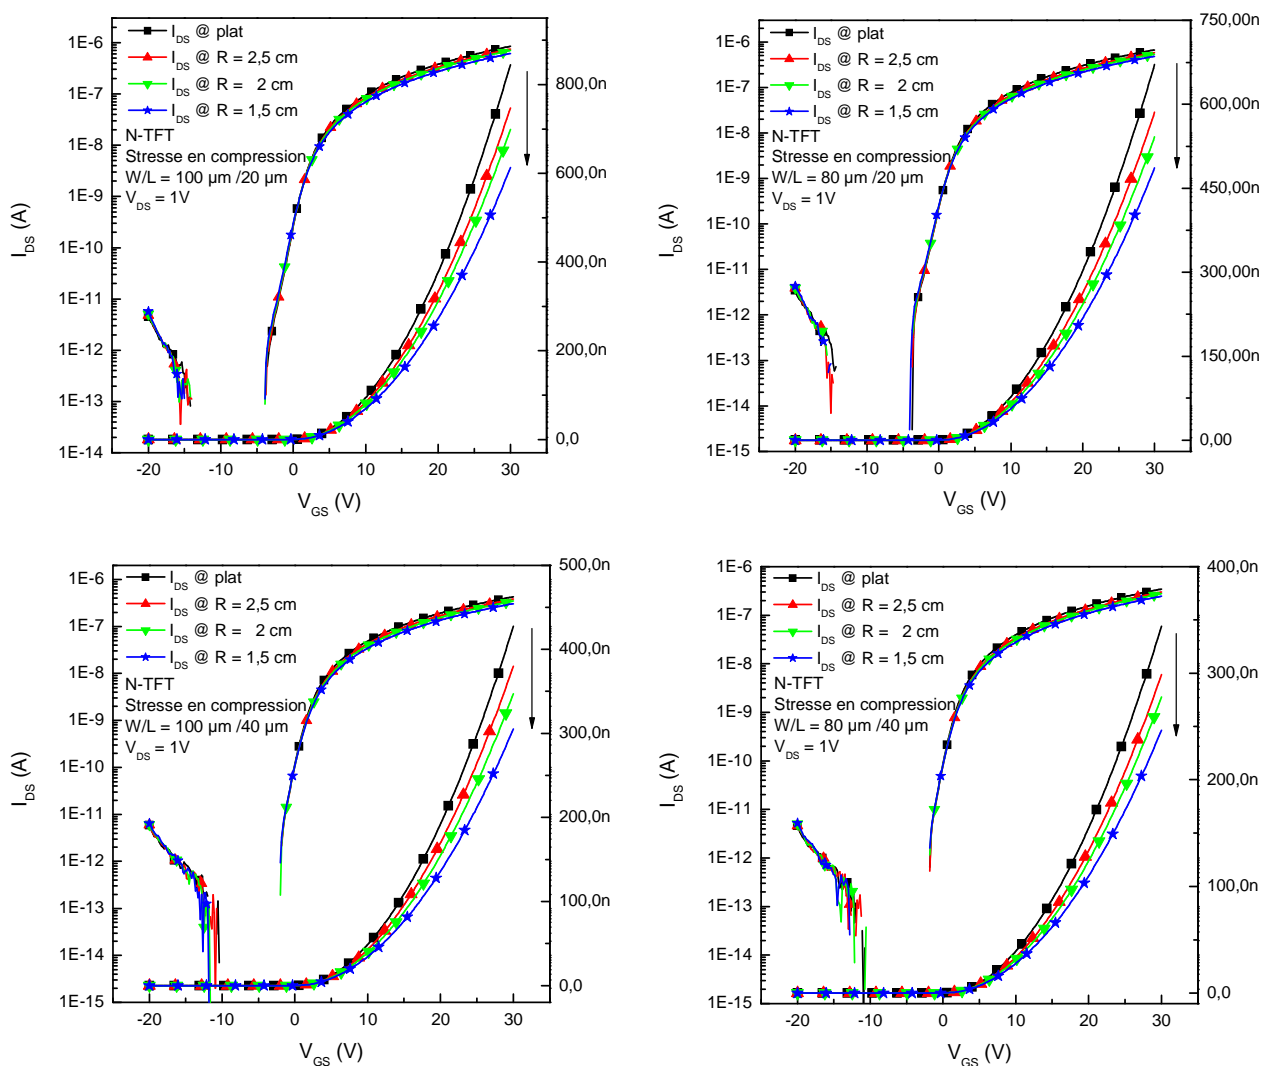 I_DS @ plat
I_DS @ R = 2,5 cm
I_DS @ R = 2 cm
I_DS @ R = 1,5 cm
N-TFT
Stresse en compression
W/L = 100 µm /20 µm
V_DS = 1V
1E-6
1E-7
1E-8
1E-9
1E-10
1E-11
1E-12
1E-13
1E-14
I_DS (A)
800,0n
600,0n
400,0n
200,0n
0,0
-20 -10 0 10 20 30
V_GS (V)
I_DS @ plat
I_DS @ R = 2,5 cm
I_DS @ R = 2 cm
I_DS @ R = 1,5 cm
N-TFT
Stresse en compression
W/L = 80 µm /20 µm
V_DS = 1V
1E-6
1E-7
1E-8
1E-9
1E-10
1E-11
1E-12
1E-13
1E-14
1E-15
I_DS (A)
750,00n
600,00n
450,00n
300,00n
150,00n
0,00
-20 -10 0 10 20 30
V_GS (V)
I_DS @ plat
I_DS @ R = 2,5 cm
I_DS @ R = 2 cm
I_DS @ R = 1,5 cm
N-TFT
Stresse en compression
W/L = 100 µm /40 µm
V_DS = 1V
1E-6
1E-7
1E-8
1E-9
1E-10
1E-11
1E-12
1E-13
1E-14
1E-15
I_DS (A)
500,0n
400,0n
300,0n
200,0n
100,0n
0,0
-20 -10 0 10 20 30
V_GS (V)
I_DS @ plat
I_DS @ R = 2,5 cm
I_DS @ R = 2 cm
I_DS @ R = 1,5 cm
N-TFT
Stresse en compression
W/L = 80 µm /40 µm
V_DS = 1V
1E-6
1E-7
1E-8
1E-9
1E-10
1E-11
1E-12
1E-13
1E-14
1E-15
I_DS (A)
400,0n
300,0n
200,0n
100,0n
0,0
-20 -10 0 10 20 30
V_GS (V)